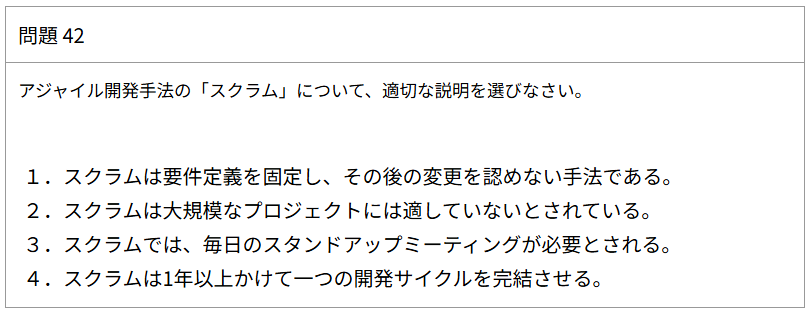 問題 42
アジャイル開発手法の「スクラム」について、適切な説明を選びなさい。
１．スクラムは要件定義を固定し、その後の変更を認めない手法である。
２．スクラムは大規模なプロジェクトには適していないとされている。
３．スクラムでは、毎日のスタンドアップミーティングが必要とされる。
４．スクラムは1年以上かけて一つの開発サイクルを完結させる。